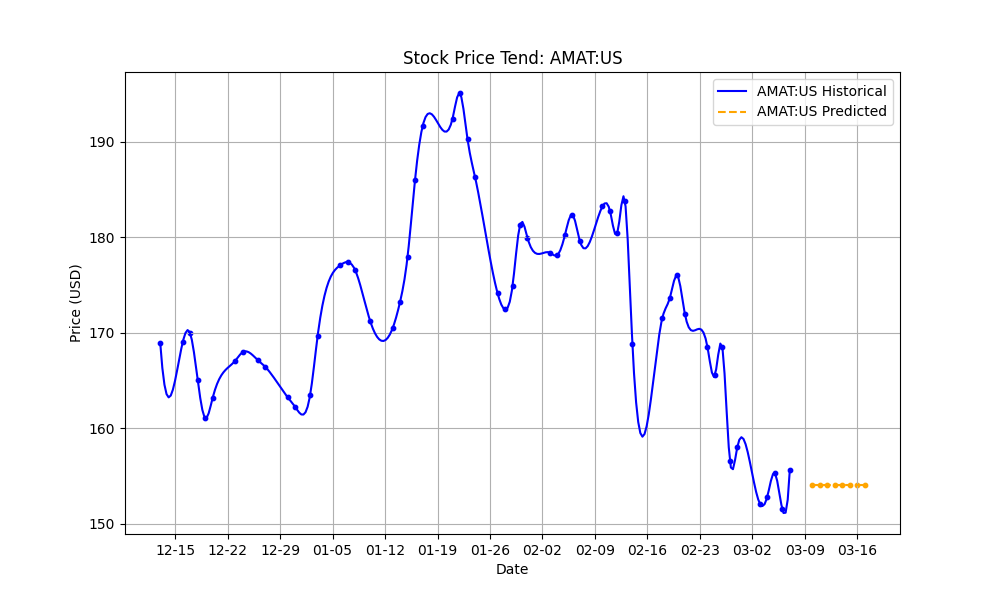 Stock Price Tend: AMAT:US
AMAT:US Historical
AMAT:US Predicted
Price (USD)
190
180
170
160
150
12-15 12-22 12-29 01-05 01-12 01-19 01-26 02-02 02-09 02-16 02-23 03-02 03-09 03-16
Date